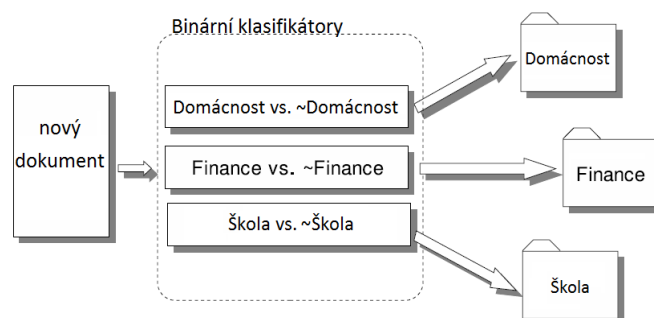 Binární klasifikátory
nový
dokument
Domácnost vs. ~Domácnost
Finance vs. ~Finance
Škola vs. ~Škola
Domácnost
Finance
Škola